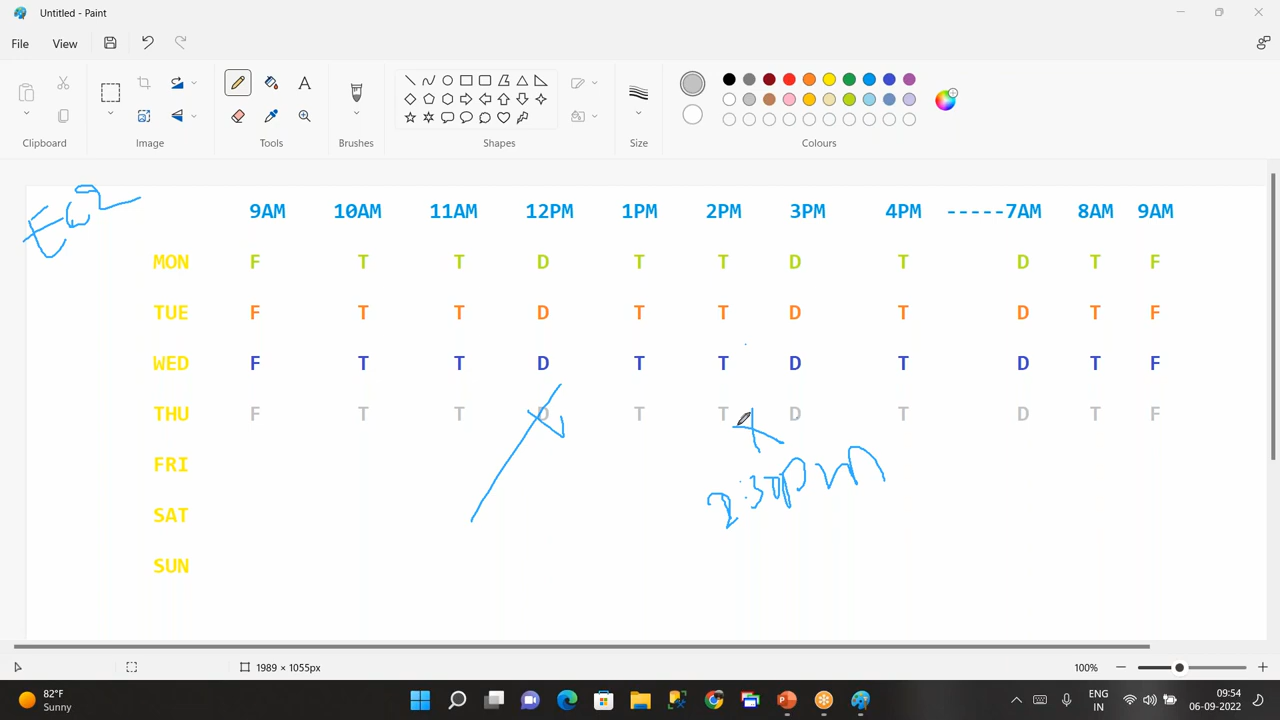 Untitled - Paint
File View
Clipboard Image Tools Brushes Shapes Size Colours
9AM 10AM 11AM 12PM 1PM 2PM 3PM 4PM -----7AM 8AM 9AM
MON F T T D T T D T D T F
TUE F T T D T T D T D T F
WED F T T D T T D T D T F
THU F T T D T T D T D T F
FRI
2:30pm
SAT
SUN
1989 × 1055px 100%
82°F
Sunny
ENG
IN
09:54
06-09-2022